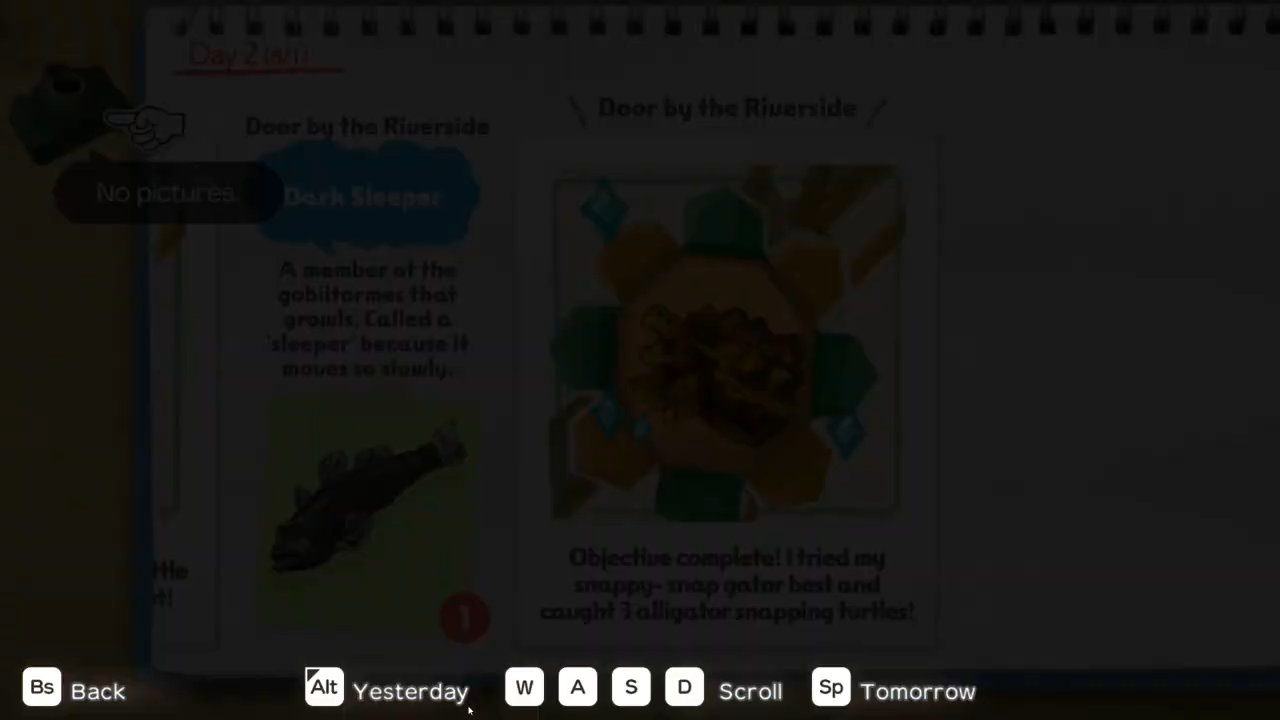 Day 2 (8/1)
Door by the Riverside
No pictures.
Dark Sleeper
A member of the
gobiiformes that
growls. Called a
'sleeper' because it
moves so slowly.
1
Door by the Riverside
Objective complete! I tried my
snappy-snap gator best and
caught 3 alligator snapping turtles!
Bs Back
Alt Yesterday
W A S D Scroll
Sp Tomorrow